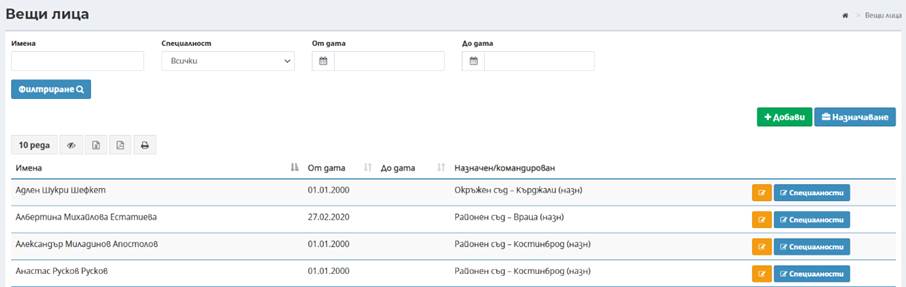 Вещи лица
> Вещи лица
Имена Специалност От дата До дата
Всички
Филтриране
Добави Назначаване
10 реда
Имена От дата До дата Назначен/командирован
Адлен Шукри Шефкет 01.01.2000 Окръжен съд – Кърджали (назн) Специалности
Албертина Михайлова Естатиева 27.02.2020 Районен съд – Враца (назн) Специалности
Александър Миладинов Апостолов 01.01.2000 Районен съд – Костинброд (назн) Специалности
Анастас Русков Русков 01.01.2000 Районен съд – Костинброд (назн) Специалности